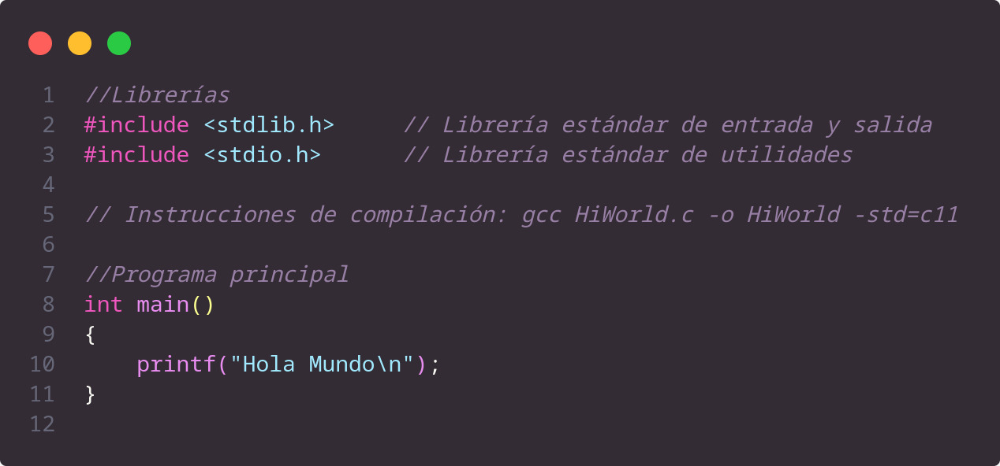 1 //Librerías
2 #include <stdlib.h> // Librería estándar de entrada y salida
3 #include <stdio.h> // Librería estándar de utilidades
4
5 // Instrucciones de compilación: gcc HiWorld.c -o HiWorld -std=c11
6
7 //Programa principal
8 int main()
9 {
10 printf("Hola Mundo\n");
11 }
12